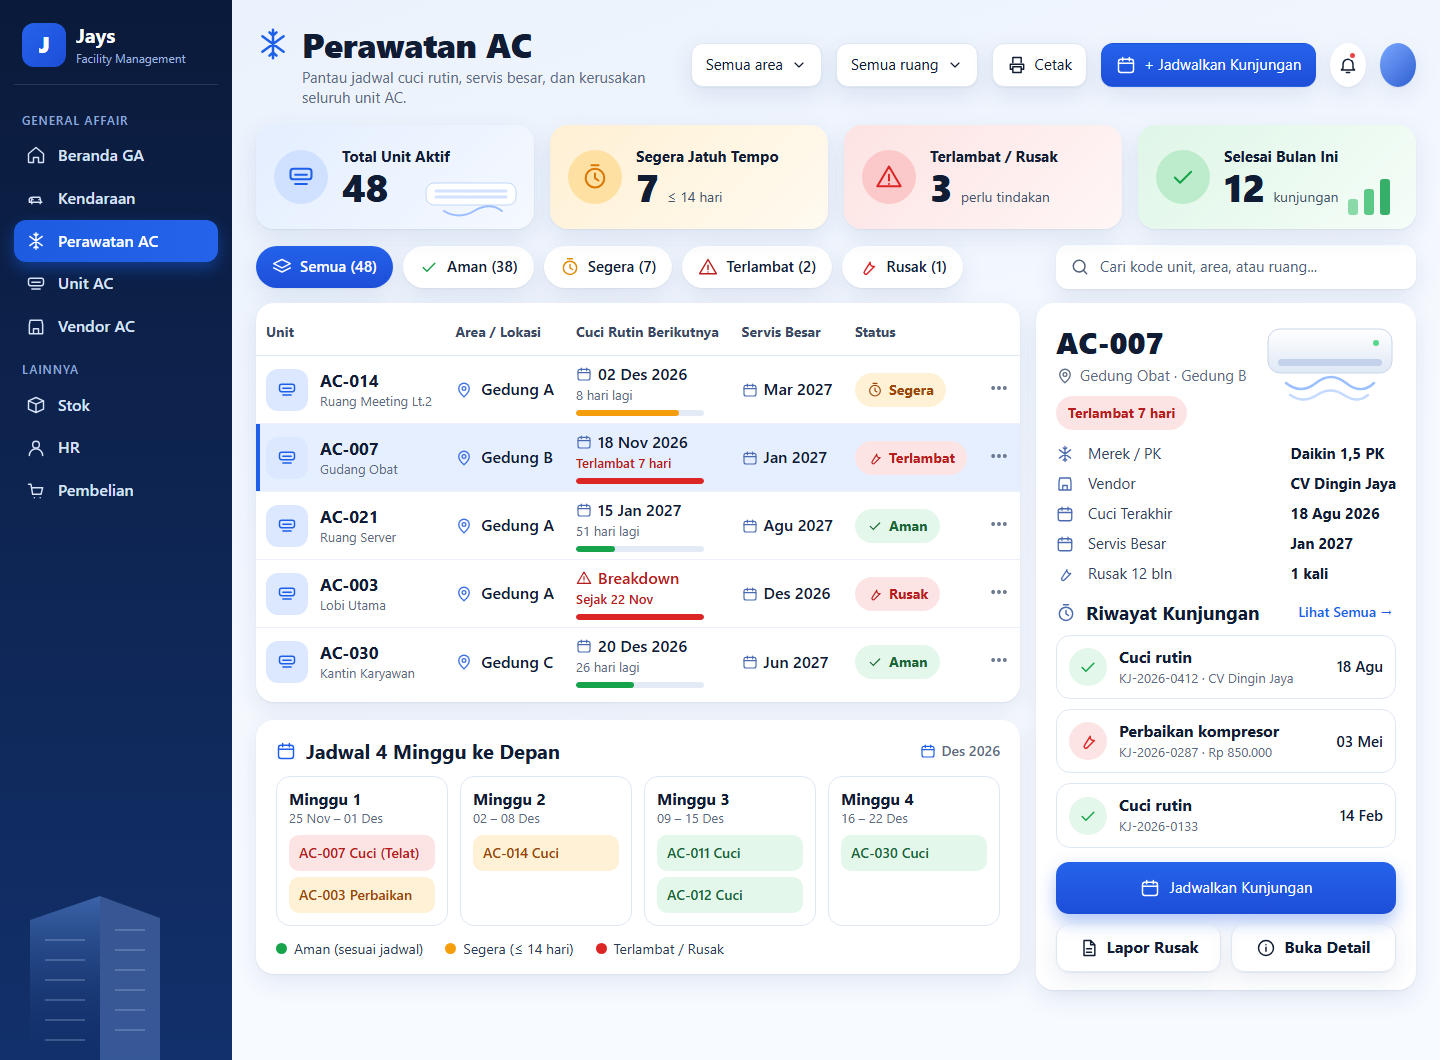 J
Jays
Facility Management
GENERAL AFFAIR
Beranda GA
Kendaraan
Perawatan AC
Unit AC
Vendor AC
LAINNYA
Stok
HR
Pembelian
Perawatan AC
Pantau jadwal cuci rutin, servis besar, dan kerusakan
seluruh unit AC.
Semua area
Semua ruang
Cetak
+ Jadwalkan Kunjungan
Total Unit Aktif
48
Segera Jatuh Tempo
7 ≤ 14 hari
Terlambat / Rusak
3 perlu tindakan
Selesai Bulan Ini
12 kunjungan
Semua (48)
Aman (38)
Segera (7)
Terlambat (2)
Rusak (1)
Cari kode unit, area, atau ruang...
Unit Area / Lokasi Cuci Rutin Berikutnya Servis Besar Status
AC-014
Ruang Meeting Lt.2
Gedung A
02 Des 2026
8 hari lagi
Mar 2027
Segera
AC-007
Gudang Obat
Gedung B
18 Nov 2026
Terlambat 7 hari
Jan 2027
Terlambat
AC-021
Ruang Server
Gedung A
15 Jan 2027
51 hari lagi
Agu 2027
Aman
AC-003
Lobi Utama
Gedung A
Breakdown
Sejak 22 Nov
Des 2026
Rusak
AC-030
Kantin Karyawan
Gedung C
20 Des 2026
26 hari lagi
Jun 2027
Aman
Jadwal 4 Minggu ke Depan
Des 2026
Minggu 1
25 Nov – 01 Des
AC-007 Cuci (Telat)
AC-003 Perbaikan
Minggu 2
02 – 08 Des
AC-014 Cuci
Minggu 3
09 – 15 Des
AC-011 Cuci
AC-012 Cuci
Minggu 4
16 – 22 Des
AC-030 Cuci
Aman (sesuai jadwal)
Segera (≤ 14 hari)
Terlambat / Rusak
AC-007
Gedung Obat · Gedung B
Terlambat 7 hari
Merek / PK Daikin 1,5 PK
Vendor CV Dingin Jaya
Cuci Terakhir 18 Agu 2026
Servis Besar Jan 2027
Rusak 12 bln 1 kali
Riwayat Kunjungan
Lihat Semua →
Cuci rutin
KJ-2026-0412 · CV Dingin Jaya
18 Agu
Perbaikan kompresor
KJ-2026-0287 · Rp 850.000
03 Mei
Cuci rutin
KJ-2026-0133
14 Feb
Jadwalkan Kunjungan
Lapor Rusak
Buka Detail